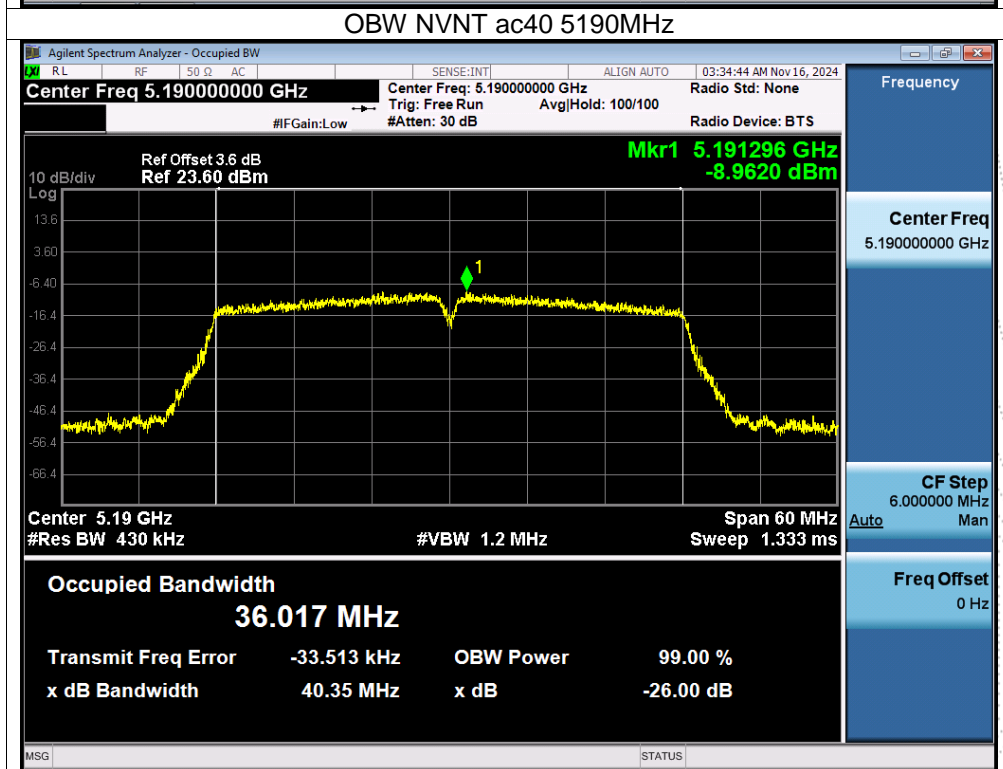 OBW NVNT ac40 5190MHz
Agilent Spectrum Analyzer - Occupied BW
LXI RL RF 50 Ω AC SENSE:INT ALIGN AUTO 03:34:44 AM Nov 16, 2024
Center Freq 5.190000000 GHz
Center Freq: 5.190000000 GHz
Radio Std: None
Trig: Free Run Avg|Hold: 100/100
#IFGain:Low
#Atten: 30 dB
Radio Device: BTS
Frequency
Mkr1 5.191296 GHz
-8.9620 dBm
Ref Offset 3.6 dB
10 dB/div Ref 23.60 dBm
Log
13.6
3.60
-6.40
-16.4
-26.4
-36.4
-46.4
-56.4
-66.4
1
Center 5.19 GHz Span 60 MHz
#Res BW 430 kHz #VBW 1.2 MHz Sweep 1.333 ms
Center Freq
5.190000000 GHz
CF Step
6.000000 MHz
Auto Man
Freq Offset
0 Hz
Occupied Bandwidth
36.017 MHz
Transmit Freq Error -33.513 kHz OBW Power 99.00 %
x dB Bandwidth 40.35 MHz x dB -26.00 dB
MSG STATUS